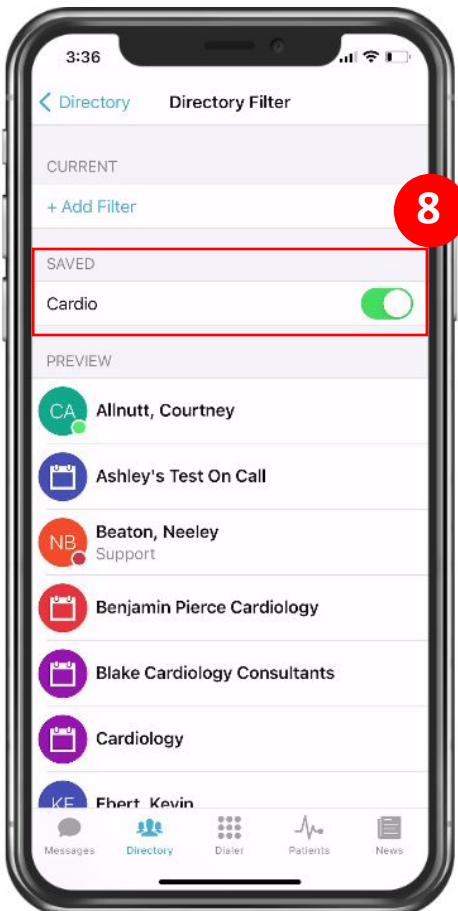 3:36
Directory
Directory Filter
CURRENT
+ Add Filter
8
SAVED
Cardio
PREVIEW
CA
Allnutt, Courtney
Ashley's Test On Call
NB
Beaton, Neeley
Support
Benjamin Pierce Cardiology
Blake Cardiology Consultants
Cardiology
KE
Ebert, Kevin
Messages
Directory
Dialer
Patients
News